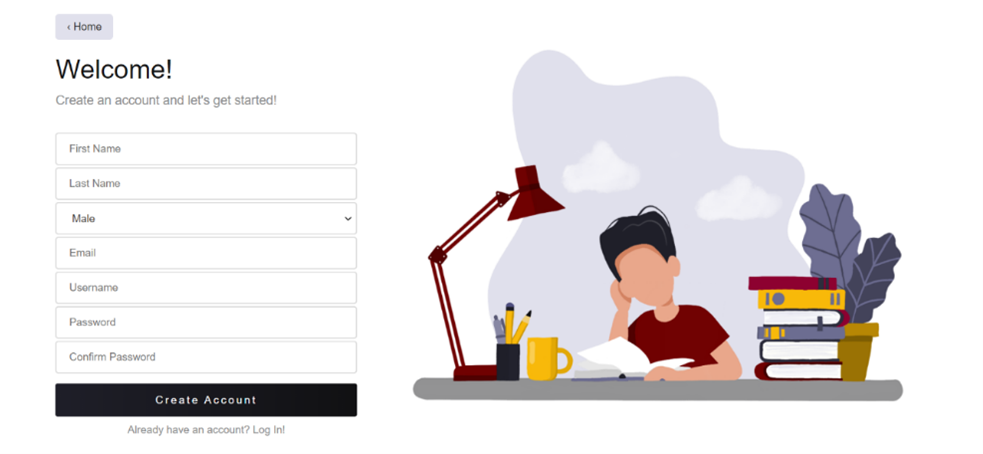 ‹ Home
Welcome!
Create an account and let's get started!
First Name
Last Name
Male
Email
Username
Password
Confirm Password
Create Account
Already have an account? Log In!